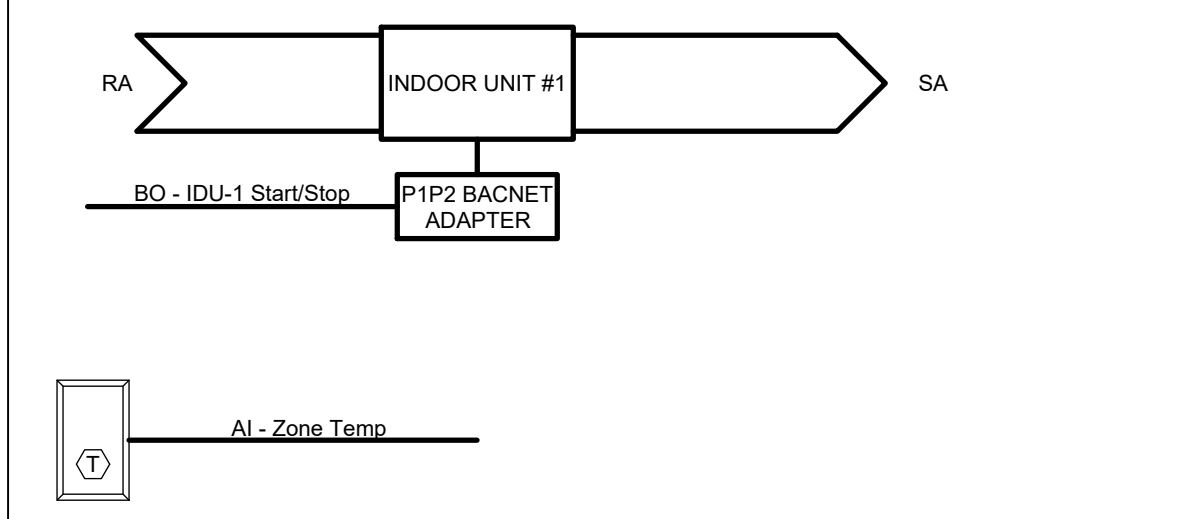 RA
INDOOR UNIT #1
SA
BO - IDU-1 Start/Stop
P1P2 BACNET
ADAPTER
AI - Zone Temp
T